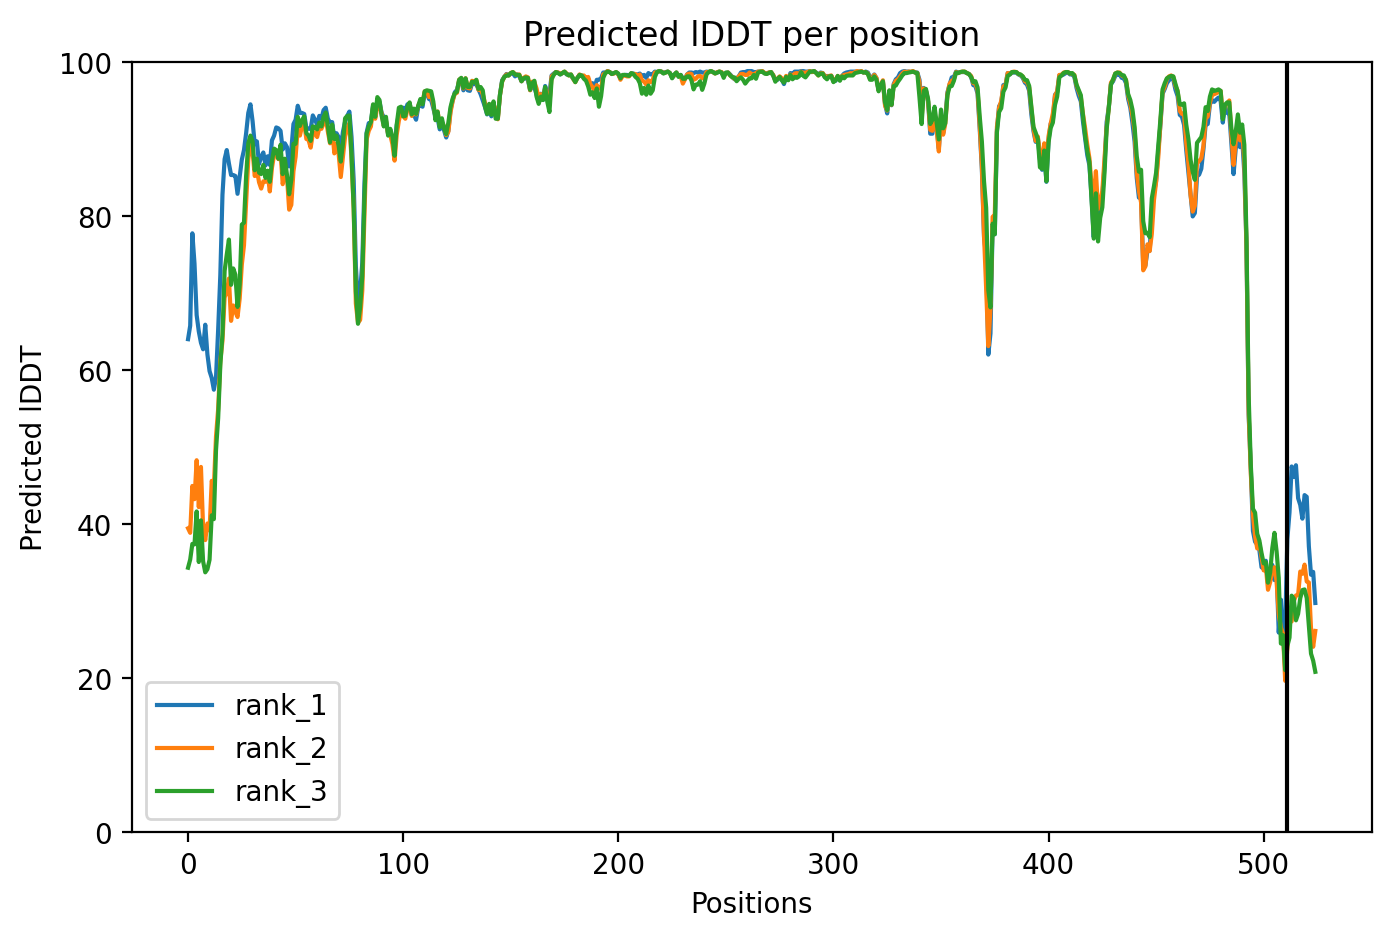 Predicted lDDT per position
100
80
60
40
20
0
Predicted lDDT
rank_1
rank_2
rank_3
0 100 200 300 400 500
Positions